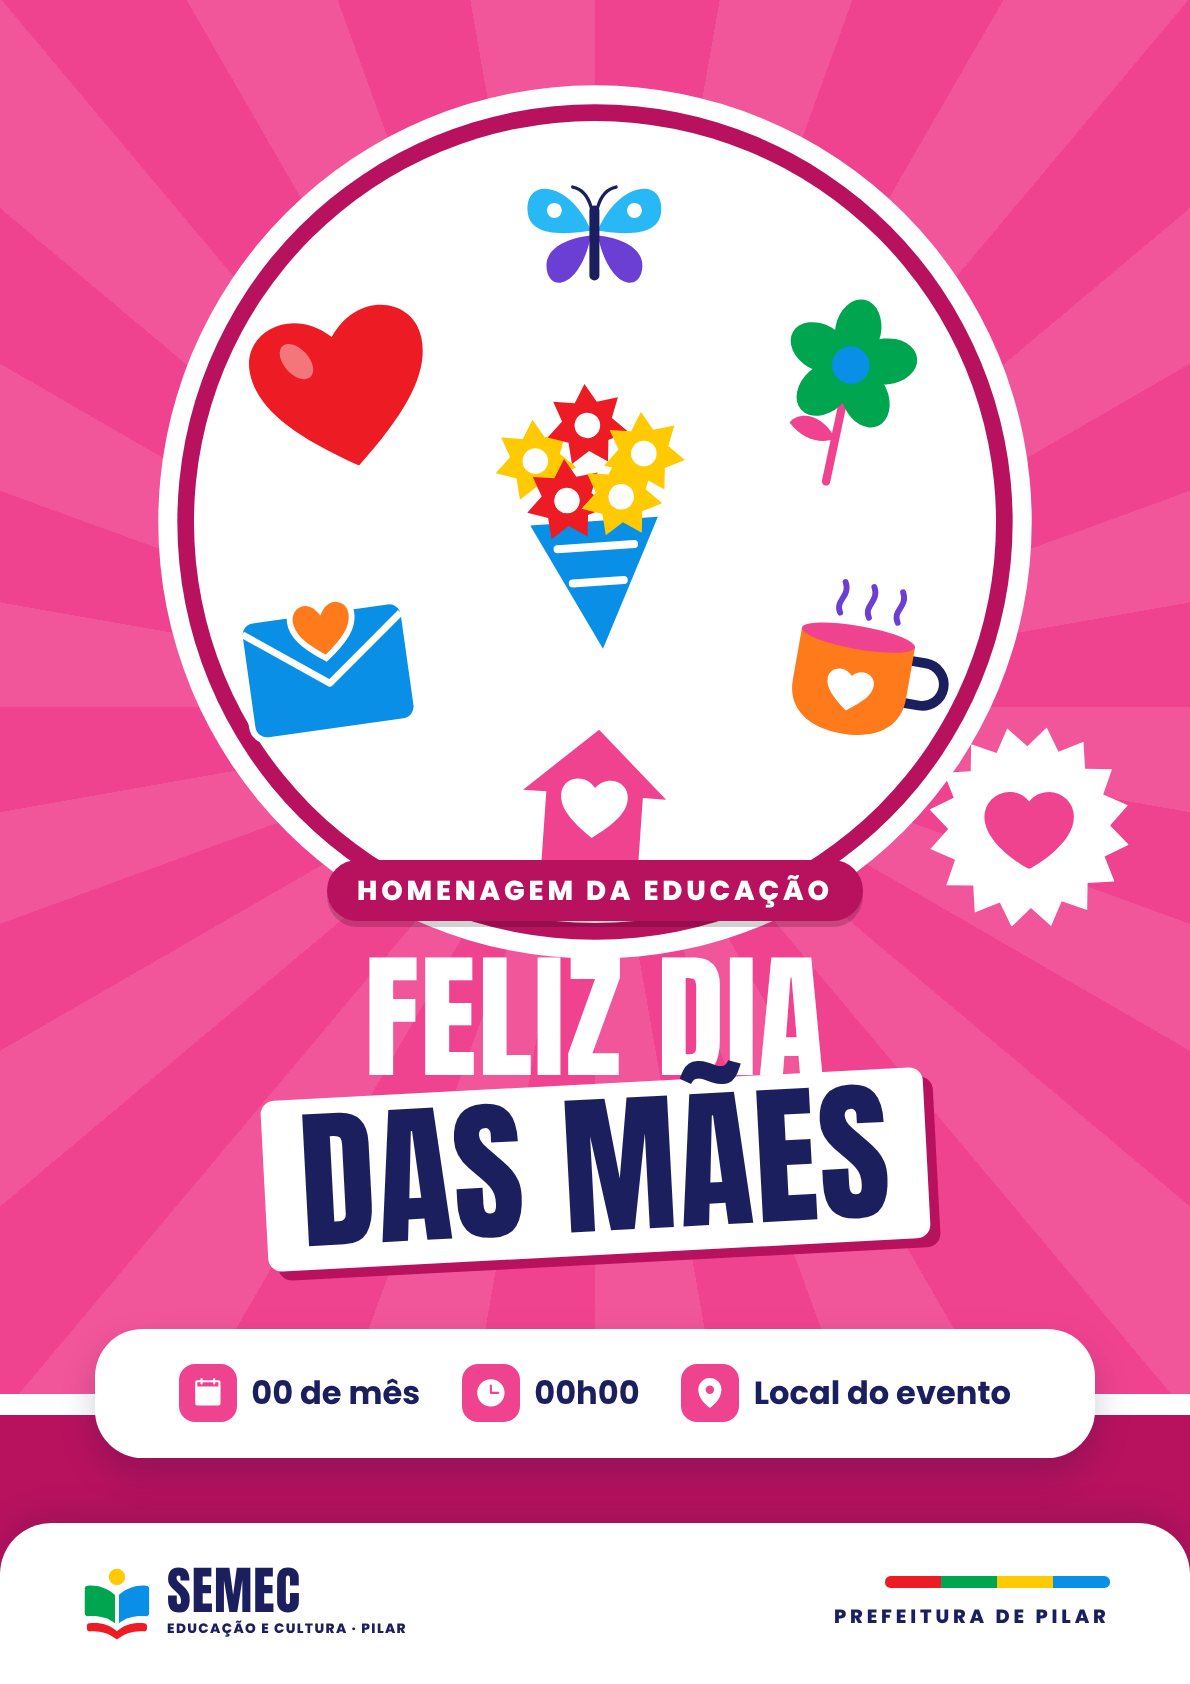 HOMENAGEM DA EDUCAÇÃO
FELIZ DIA
DAS MÃES
00 de mês 00h00 Local do evento
SEMEC
EDUCAÇÃO E CULTURA · PILAR
PREFEITURA DE PILAR